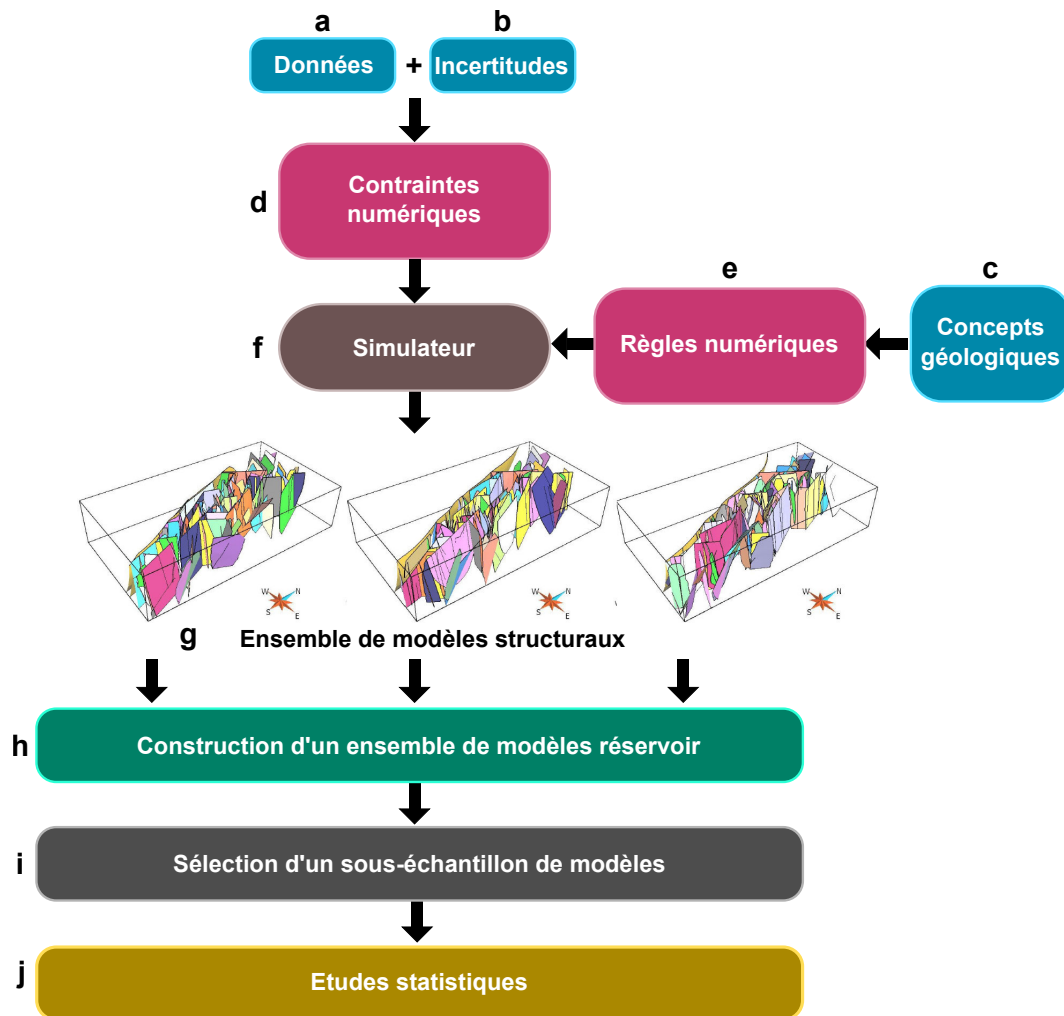 a
b
Données + Incertitudes
d
Contraintes
numériques
e
c
f
Simulateur
Règles numériques
Concepts
géologiques
W N
S E
W N
S E
W N
S E
g
Ensemble de modèles structuraux
h
Construction d'un ensemble de modèles réservoir
i
Sélection d'un sous-échantillon de modèles
j
Etudes statistiques